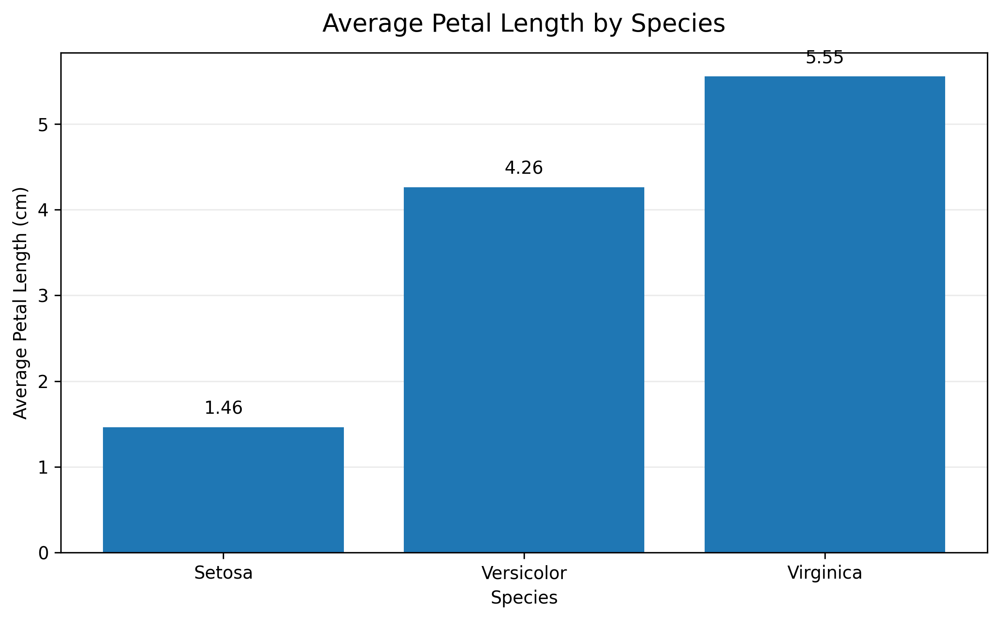 Average Petal Length by Species
5.55
5
4.26
4
3
2
1.46
1
0
Average Petal Length (cm)
Setosa
Versicolor
Virginica
Species